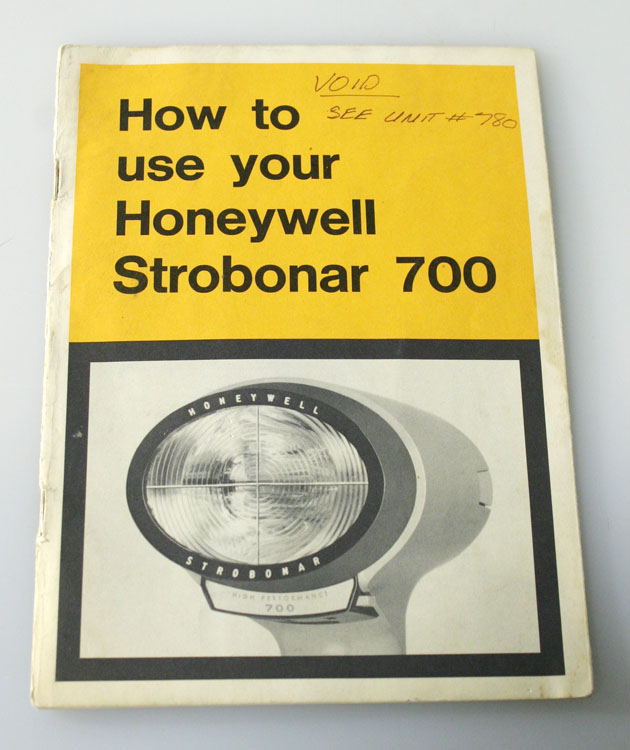 VOID
SEE UNIT #780
How to
use your
Honeywell
Strobonar 700
HONEYWELL
STROBONAR
HIGH PERFORMANCE
700